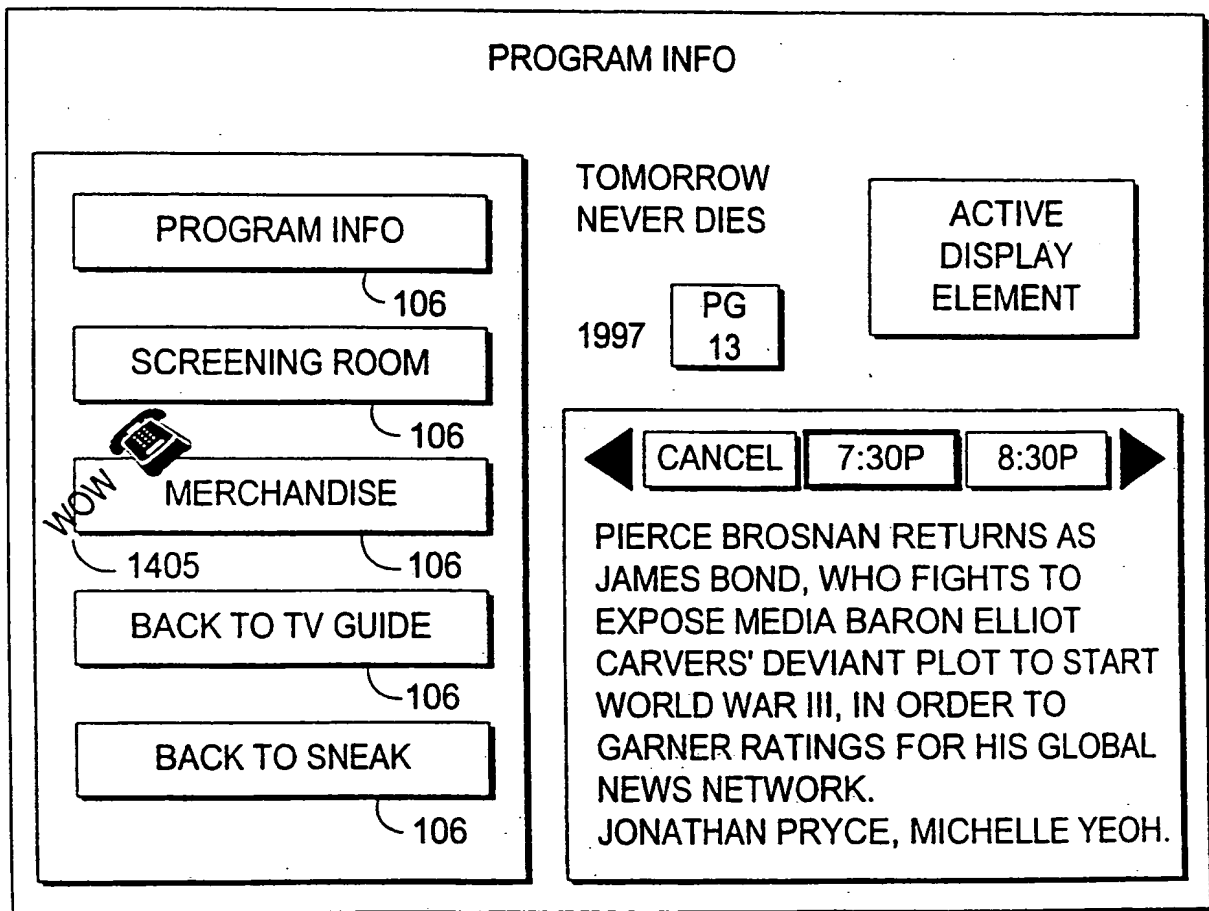 PROGRAM INFO
PROGRAM INFO
106
SCREENING ROOM
106
WOW
MERCHANDISE
1405
106
BACK TO TV GUIDE
106
BACK TO SNEAK
106
TOMORROW
NEVER DIES
1997
PG
13
ACTIVE
DISPLAY
ELEMENT
CANCEL 7:30P 8:30P
PIERCE BROSNAN RETURNS AS
JAMES BOND, WHO FIGHTS TO
EXPOSE MEDIA BARON ELLIOT
CARVERS' DEVIANT PLOT TO START
WORLD WAR III, IN ORDER TO
GARNER RATINGS FOR HIS GLOBAL
NEWS NETWORK.
JONATHAN PRYCE, MICHELLE YEOH.